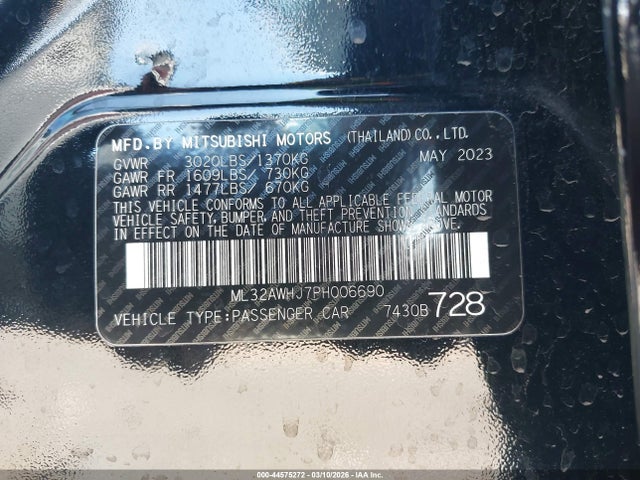 MFD.BY MITSUBISHI MOTORS (THAILAND) CO.,LTD.
GVWR 3020LBS 1370KG MAY 2023
GAWR FR 1609LBS 730KG
GAWR RR 1477LBS 670KG
THIS VEHICLE CONFORMS TO ALL APPLICABLE FEDERAL MOTOR
VEHICLE SAFETY, BUMPER, AND THEFT PREVENTION STANDARDS
IN EFFECT ON THE DATE OF MANUFACTURE SHOWN ABOVE.
ML32AWHJ7PH006690
VEHICLE TYPE:PASSENGER CAR 7430B 728
000-44575272 - 03/10/2026 - IAA Inc.